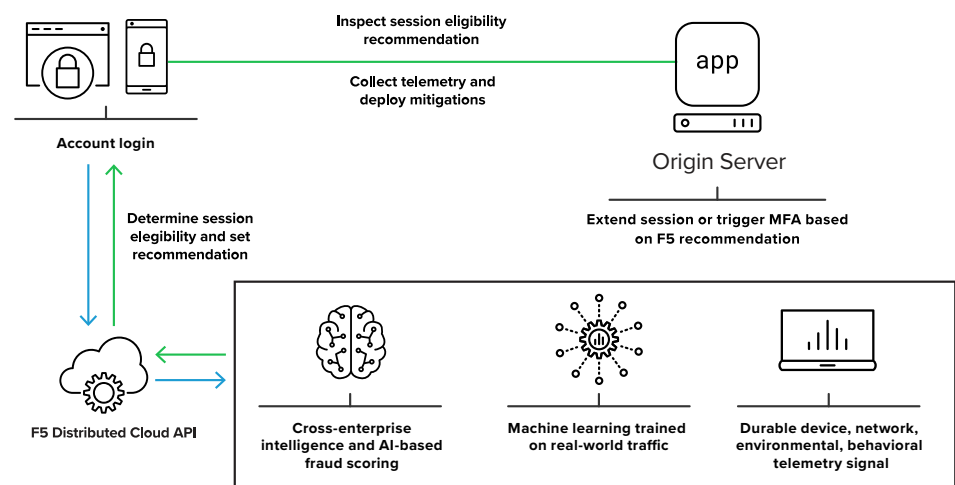 Inspect session eligibility
recommendation
app
Collect telemetry and
deploy mitigations
Account login
Origin Server
Determine session
elegibility and set
recommendation
Extend session or trigger MFA based
on F5 recommendation
F5 Distributed Cloud API
Cross-enterprise
intelligence and AI-based
fraud scoring
Machine learning trained
on real-world traffic
Durable device, network,
environmental, behavioral
telemetry signal